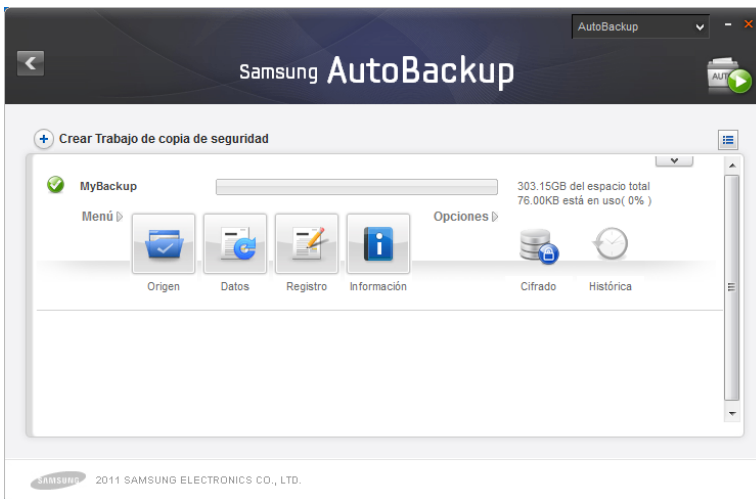 AutoBackup
Samsung AutoBackup
AUTO
Crear Trabajo de copia de seguridad
MyBackup
303.15GB del espacio total
76.00KB está en uso( 0% )
Menú
Opciones
Origen
Datos
Registro
Información
Cifrado
Histórica
SAMSUNG
2011 SAMSUNG ELECTRONICS CO., LTD.